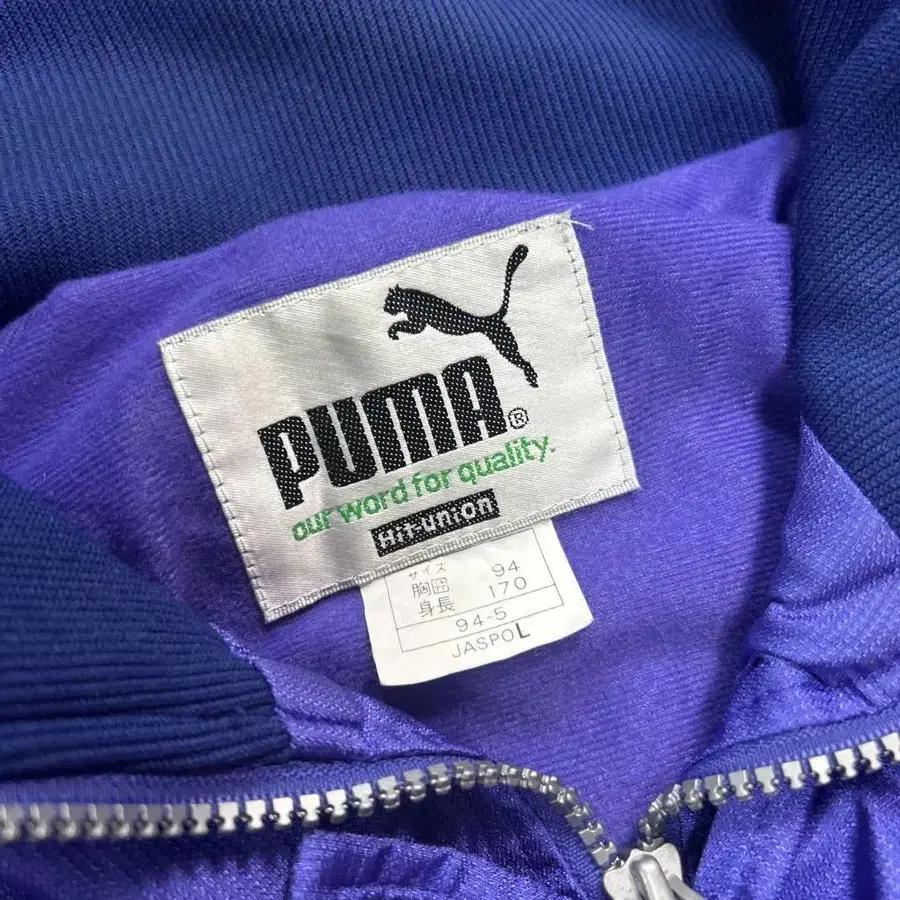 PUMA®
our word for quality.
Hit-union
サイズ
胸囲 94
身長 170
94-5
JASPO L